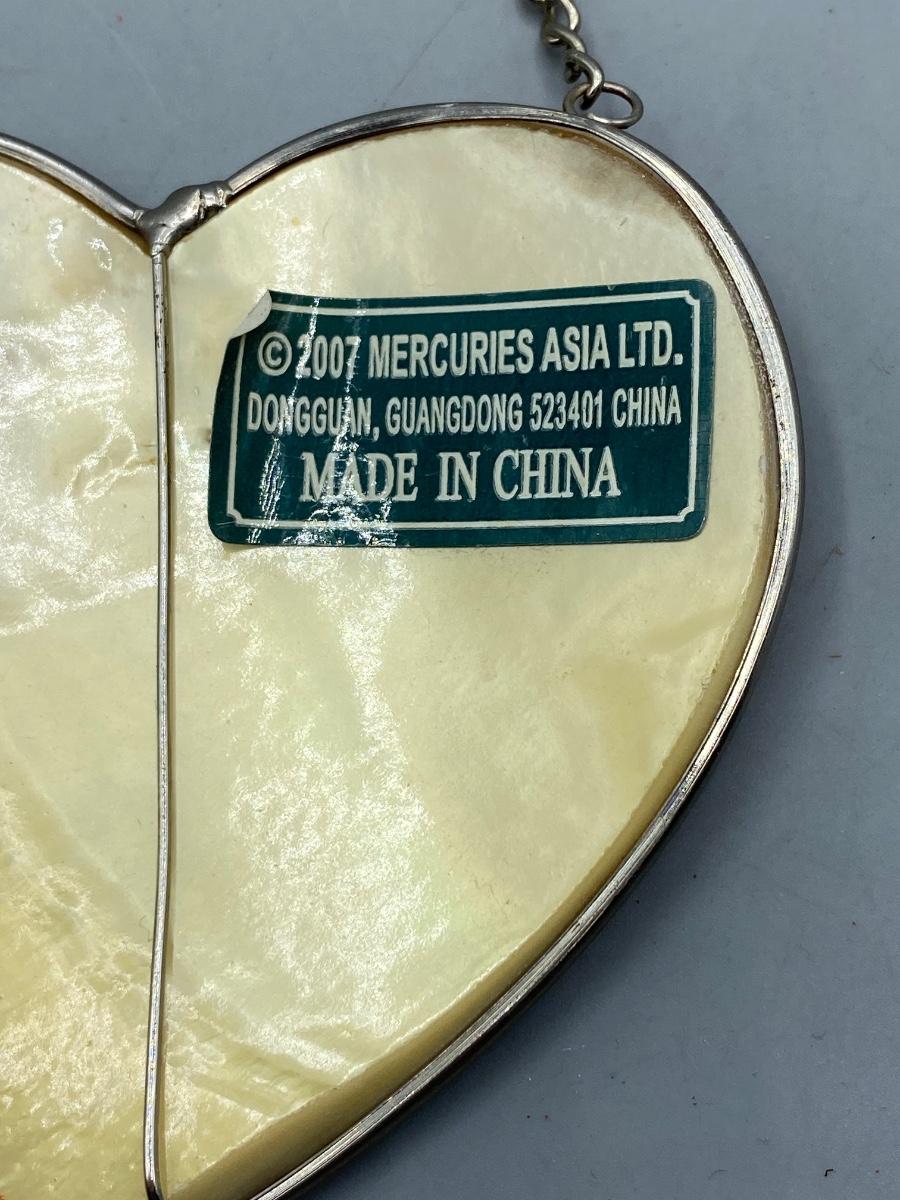 © 2007 MERCURIES ASIA LTD.
DONGGUAN, GUANGDONG 523401 CHINA
MADE IN CHINA